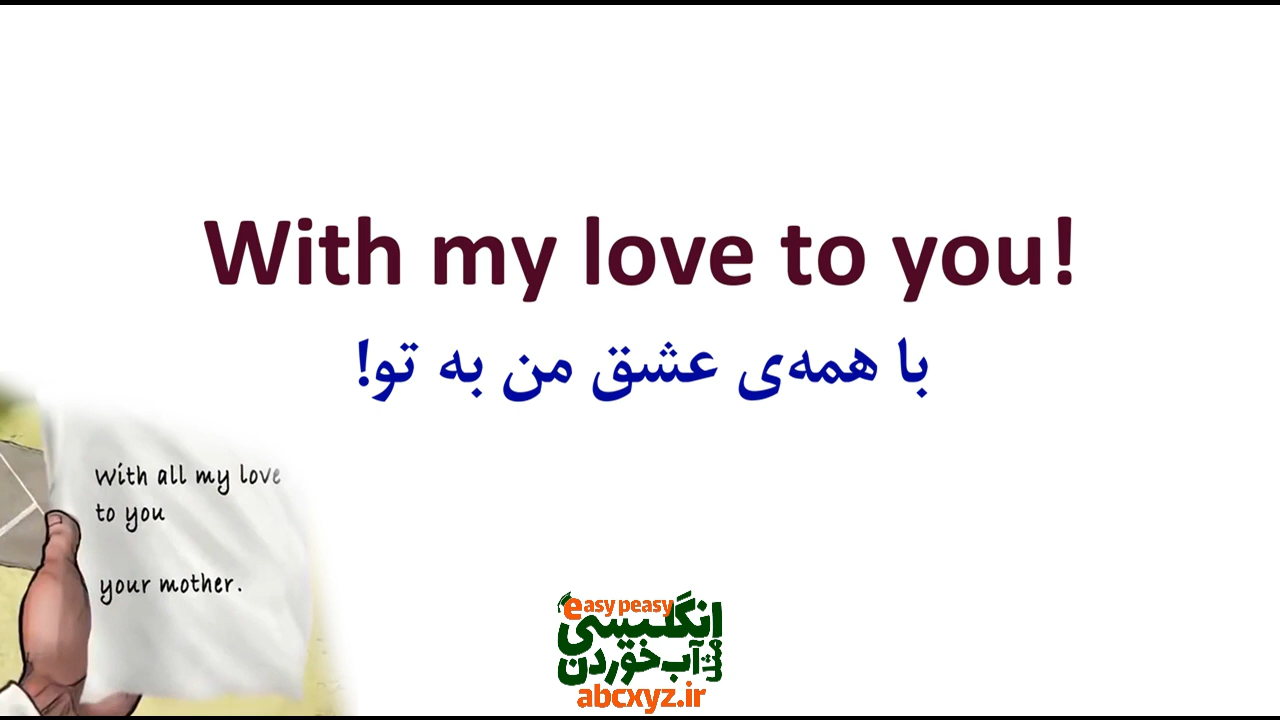 With my love to you!
با همه‌ی عشق من به تو!
With all my love
to you
your mother.
easy peasy
انگلیسی
مثل آب خوردن
abcxyz.ir